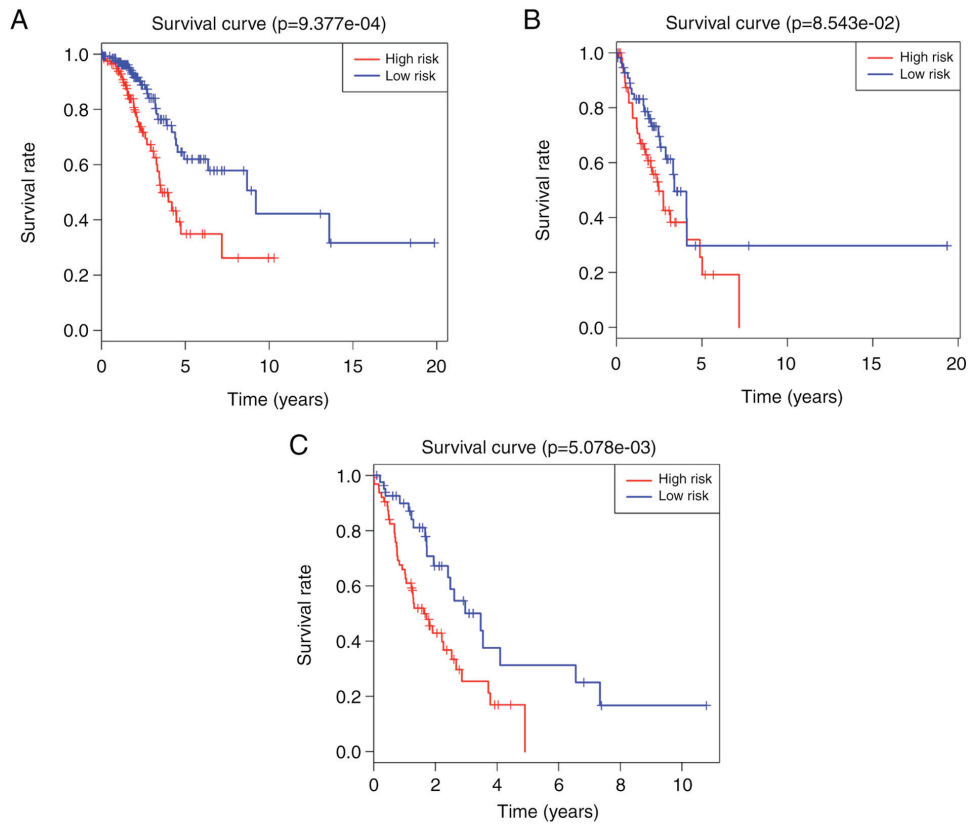 A
Survival curve (p=9.377e-04)
High risk
Low risk
1.0
0.8
0.6
0.4
0.2
0.0
Survival rate
0 5 10 15 20
Time (years)
B
Survival curve (p=8.543e-02)
High risk
Low risk
1.0
0.8
0.6
0.4
0.2
0.0
Survival rate
0 5 10 15 20
Time (years)
C
Survival curve (p=5.078e-03)
High risk
Low risk
1.0
0.8
0.6
0.4
0.2
0.0
Survival rate
0 2 4 6 8 10
Time (years)